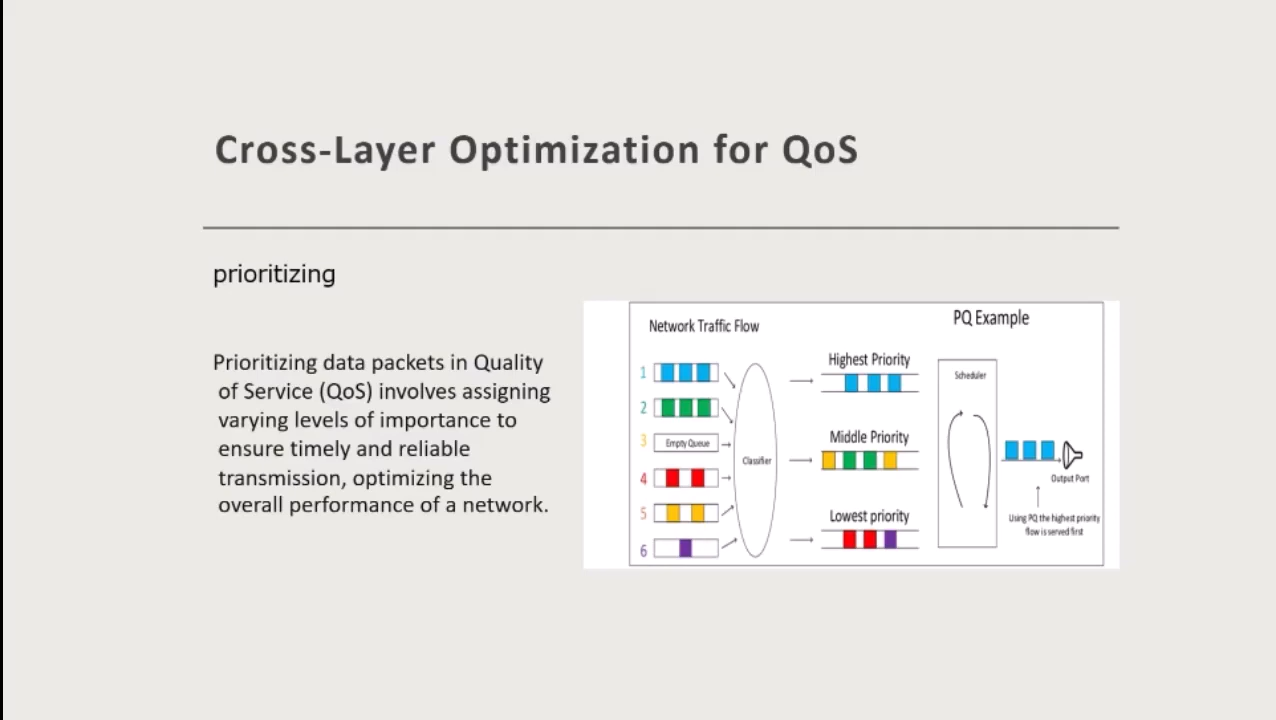 Cross-Layer Optimization for QoS
prioritizing
Prioritizing data packets in Quality
of Service (QoS) involves assigning
varying levels of importance to
ensure timely and reliable
transmission, optimizing the
overall performance of a network.
Network Traffic Flow
PQ Example
1
2
3
Empty Queue
4
5
6
Classifier
Highest Priority
Middle Priority
Lowest priority
Scheduler
Output Port
Using PQ the highest priority
flow is served first